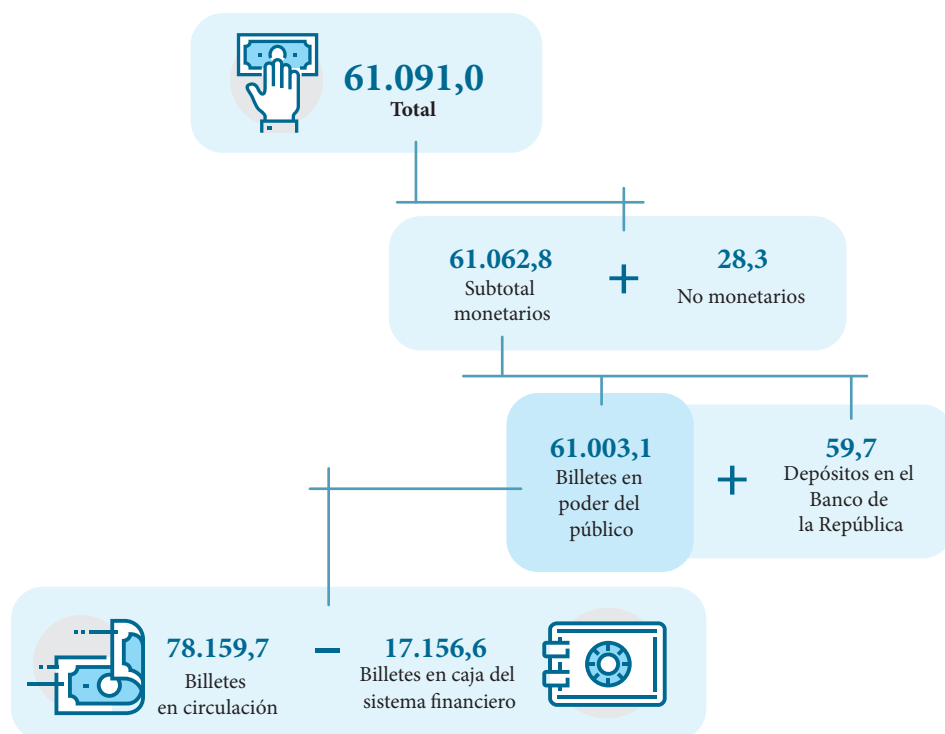 61.091,0
Total
61.062,8
Subtotal
monetarios
+
28,3
No monetarios
61.003,1
Billetes en
poder del
público
+
59,7
Depósitos en el
Banco de
la República
78.159,7
Billetes
en circulación
−
17.156,6
Billetes en caja del
sistema financiero